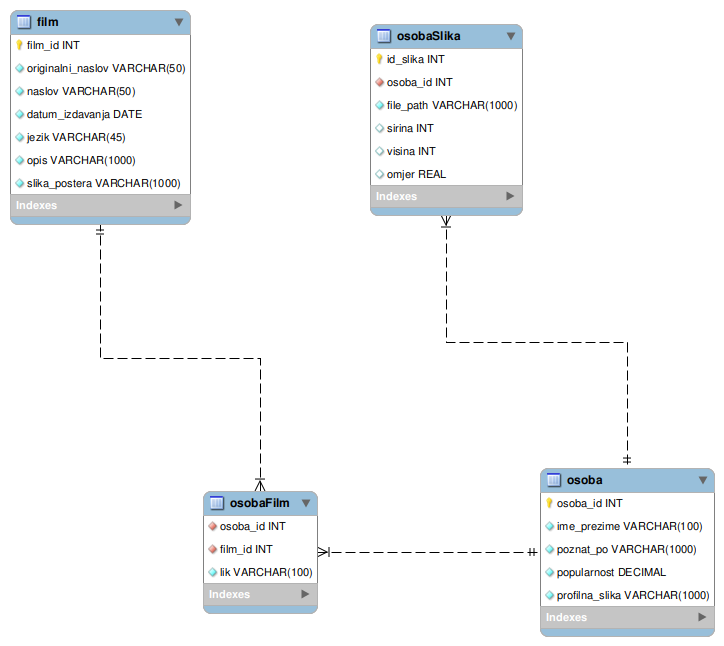 film
film_id INT
originalni_naslov VARCHAR(50)
naslov VARCHAR(50)
datum_izdavanja DATE
jezik VARCHAR(45)
opis VARCHAR(1000)
slika_postera VARCHAR(1000)
Indexes
osobaSlika
id_slika INT
osoba_id INT
file_path VARCHAR(1000)
sirina INT
visina INT
omjer REAL
Indexes
osobaFilm
osoba_id INT
film_id INT
lik VARCHAR(100)
Indexes
osoba
osoba_id INT
ime_prezime VARCHAR(100)
poznat_po VARCHAR(1000)
popularnost DECIMAL
profilna_slika VARCHAR(1000)
Indexes